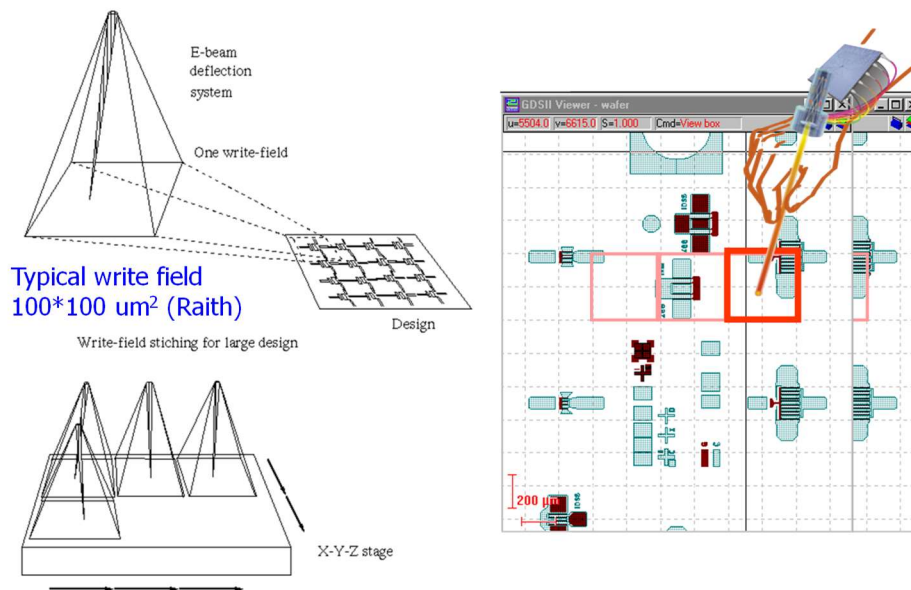 E-beam
deflection
system
One write-field
Typical write field
100*100 um² (Raith)
Design
Write-field stiching for large design
X-Y-Z stage
GDSII Viewer - wafer
u=5504.0 v=6615.0 S=1.000 Cmd=View box
200 µm